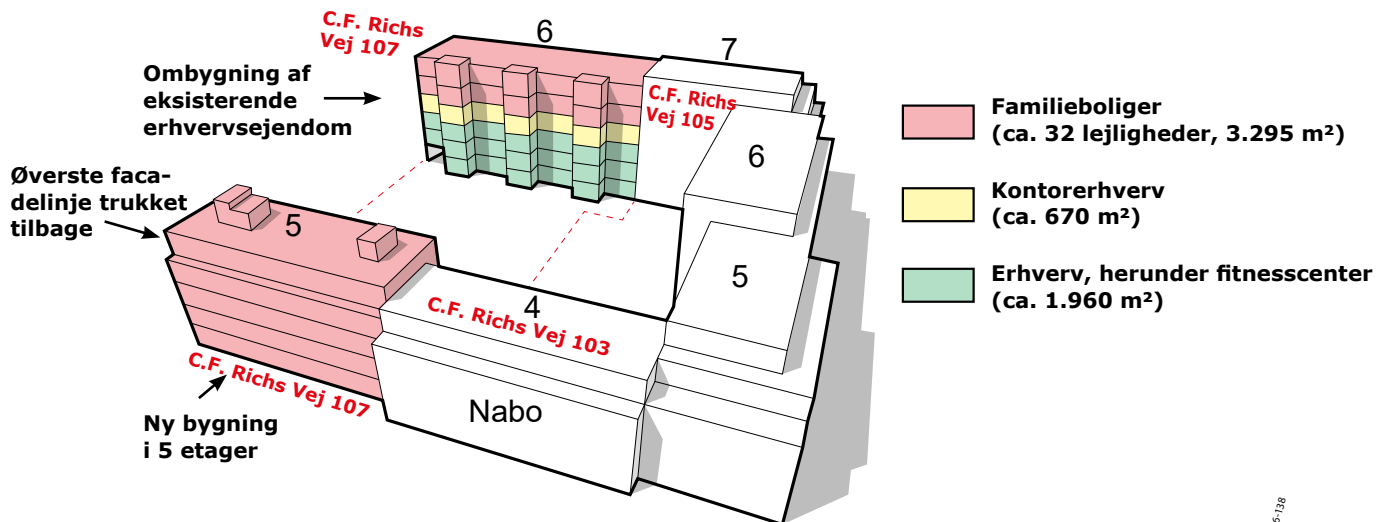 C.F. Richs
Vej 107
6
7
Ombygning af
eksisterende
erhvervsejendom
C.F. Richs
Vej 105
6
Familieboliger
(ca. 32 lejligheder, 3.295 m²)
Kontorerhverv
(ca. 670 m²)
Erhverv, herunder fitnesscenter
(ca. 1.960 m²)
Øverste faca-
delinje trukket
tilbage
5
5
4
C.F. Richs Vej 103
C.F. Richs Vej 107
Nabo
Ny bygning
i 5 etager